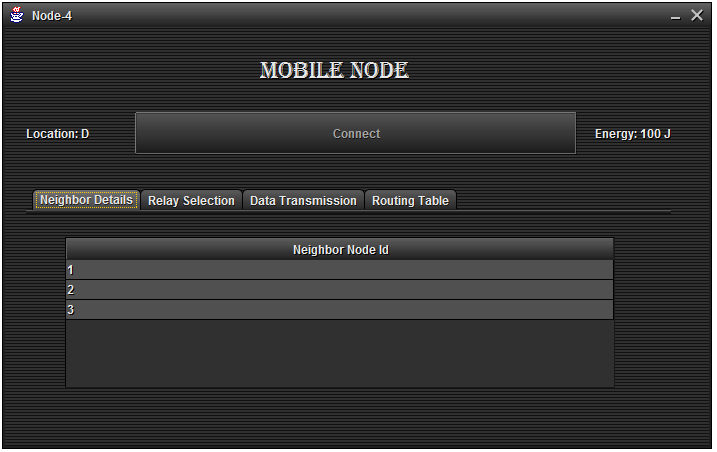 Node-4
MOBILE NODE
Location: D
Connect
Energy: 100 J
Neighbor Details
Relay Selection
Data Transmission
Routing Table
Neighbor Node Id
1
2
3